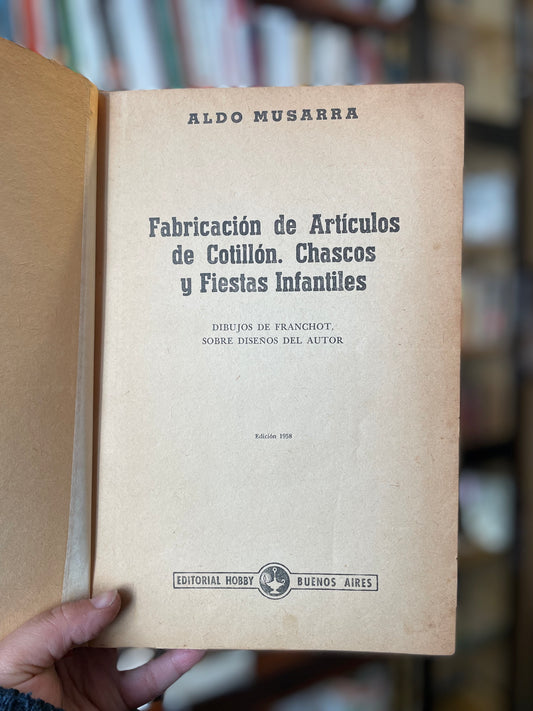 ALDO MUSARRA
Fabricación de Artículos
de Cotillón. Chascos
y Fiestas Infantiles
DIBUJOS DE FRANCHOT,
SOBRE DISEÑOS DEL AUTOR
Edición 1958
EDITORIAL HOBBY BUENOS AIRES